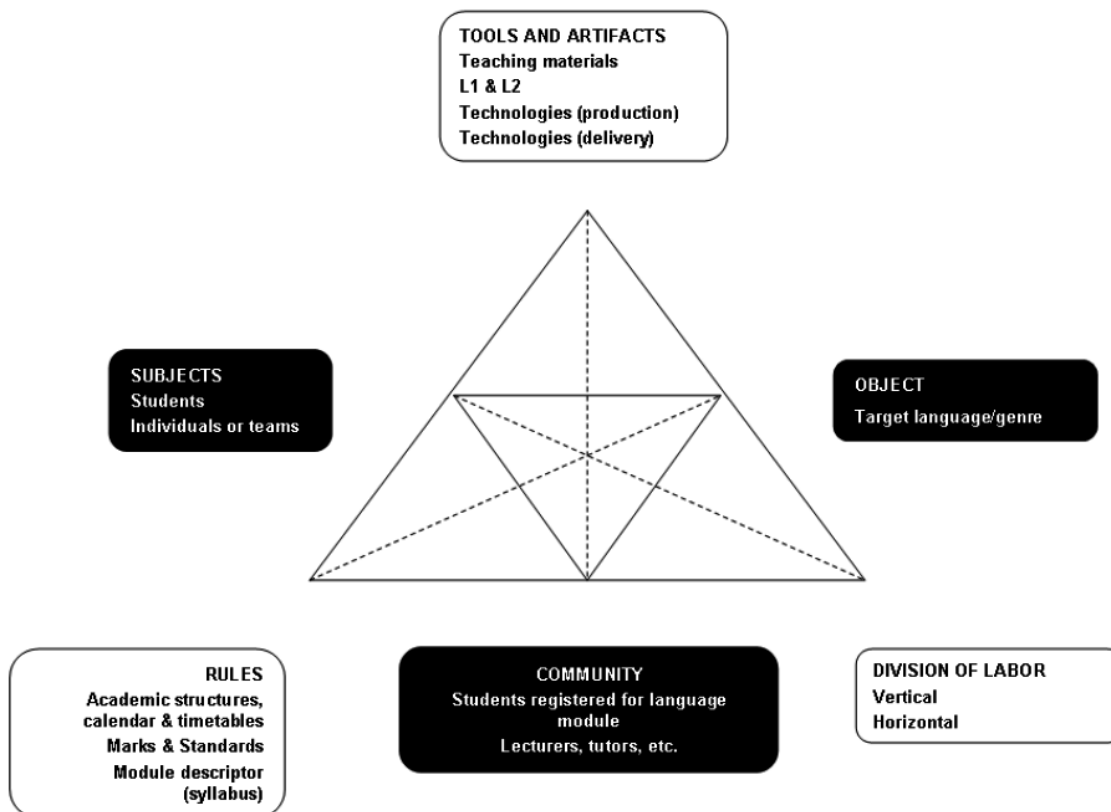 TOOLS AND ARTIFACTS
Teaching materials
L1 & L2
Technologies (production)
Technologies (delivery)
SUBJECTS
Students
Individuals or teams
OBJECT
Target language/genre
RULES
Academic structures,
calendar & timetables
Marks & Standards
Module descriptor
(syllabus)
COMMUNITY
Students registered for language
module
Lecturers, tutors, etc.
DIVISION OF LABOR
Vertical
Horizontal